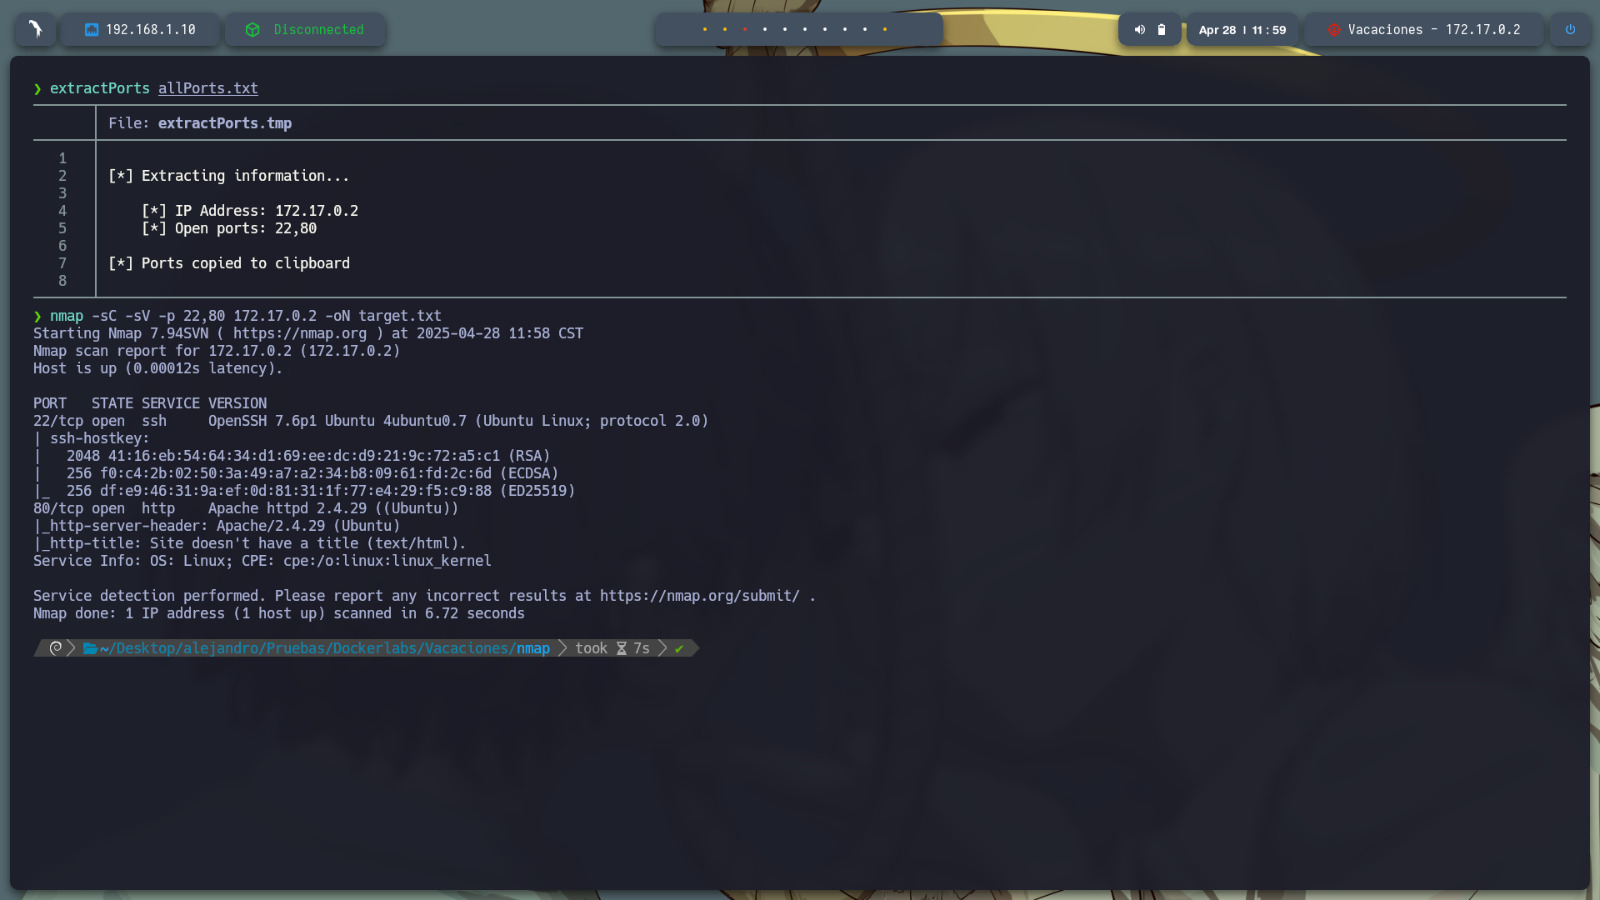 192.168.1.10
Disconnected
Apr 28 | 11:59
Vacaciones - 172.17.0.2
❯ extractPorts allPorts.txt
File: extractPorts.tmp
1
2 [*] Extracting information...
3
4 [*] IP Address: 172.17.0.2
5 [*] Open ports: 22,80
6
7 [*] Ports copied to clipboard
8
❯ nmap -sC -sV -p 22,80 172.17.0.2 -oN target.txt
Starting Nmap 7.94SVN ( https://nmap.org ) at 2025-04-28 11:58 CST
Nmap scan report for 172.17.0.2 (172.17.0.2)
Host is up (0.00012s latency).
PORT   STATE SERVICE VERSION
22/tcp open  ssh     OpenSSH 7.6p1 Ubuntu 4ubuntu0.7 (Ubuntu Linux; protocol 2.0)
| ssh-hostkey:
|   2048 41:16:eb:54:64:34:d1:69:ee:dc:d9:21:9c:72:a5:c1 (RSA)
|   256 f0:c4:2b:02:50:3a:49:a7:a2:34:b8:09:61:fd:2c:6d (ECDSA)
|_  256 df:e9:46:31:9a:ef:0d:81:31:1f:77:e4:29:f5:c9:88 (ED25519)
80/tcp open  http    Apache httpd 2.4.29 ((Ubuntu))
|_http-server-header: Apache/2.4.29 (Ubuntu)
|_http-title: Site doesn't have a title (text/html).
Service Info: OS: Linux; CPE: cpe:/o:linux:linux_kernel
Service detection performed. Please report any incorrect results at https://nmap.org/submit/ .
Nmap done: 1 IP address (1 host up) scanned in 6.72 seconds
~/Desktop/alejandro/Pruebas/Dockerlabs/Vacaciones/nmap took 7s ✔